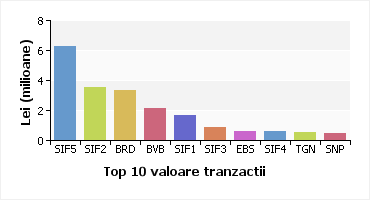 Lei (milioane)
8
6
4
2
0
SIF5 SIF2 BRD BVB SIF1 SIF3 EBS SIF4 TGN SNP
Top 10 valoare tranzactii